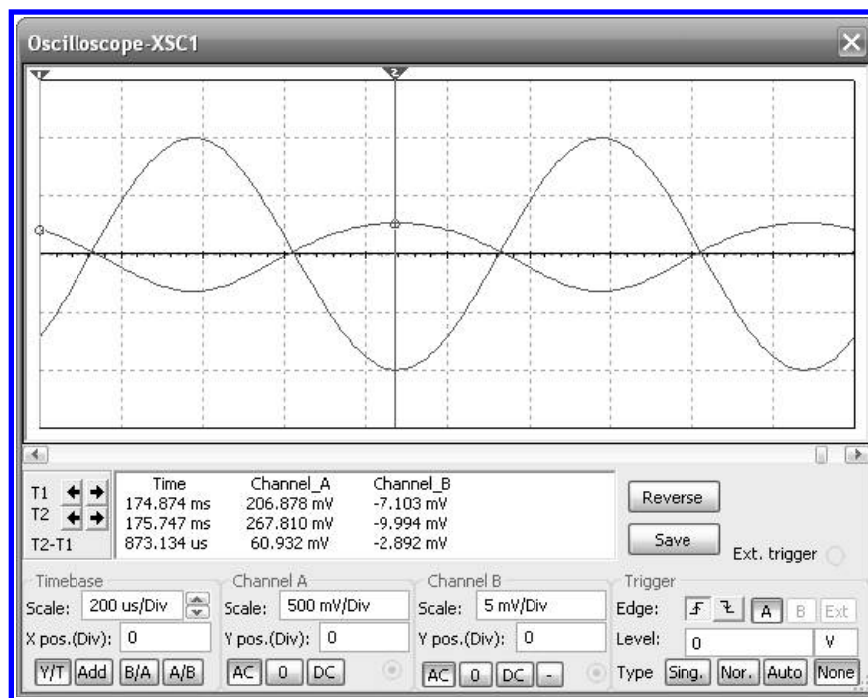 Oscilloscope-XSC1
1 2
Time Channel_A Channel_B
T1 174.874 ms 206.878 mV -7.103 mV
T2 175.747 ms 267.810 mV -9.994 mV
T2-T1 873.134 us 60.932 mV -2.892 mV
Reverse
Save
Ext. trigger
Timebase
Scale: 200 us/Div
X pos.(Div): 0
Y/T Add B/A A/B
Channel A
Scale: 500 mV/Div
Y pos.(Div): 0
AC 0 DC
Channel B
Scale: 5 mV/Div
Y pos.(Div): 0
AC 0 DC -
Trigger
Edge: A B Ext
Level: 0 V
Type Sing. Nor. Auto None